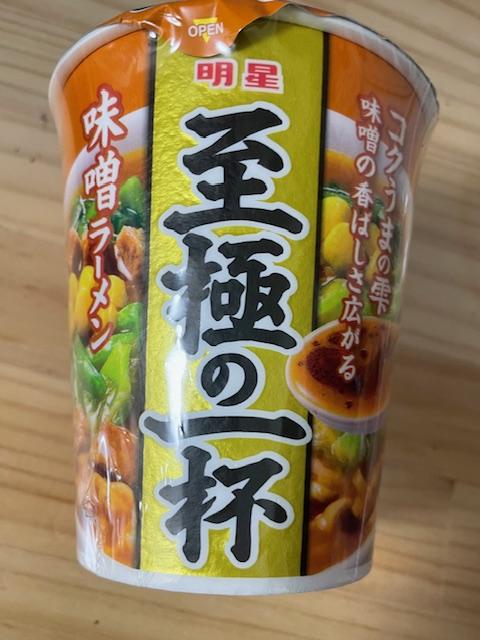 OPEN
明星
至極の一杯
味噌ラーメン
コクうまの雫
味噌の香ばしさ広がる